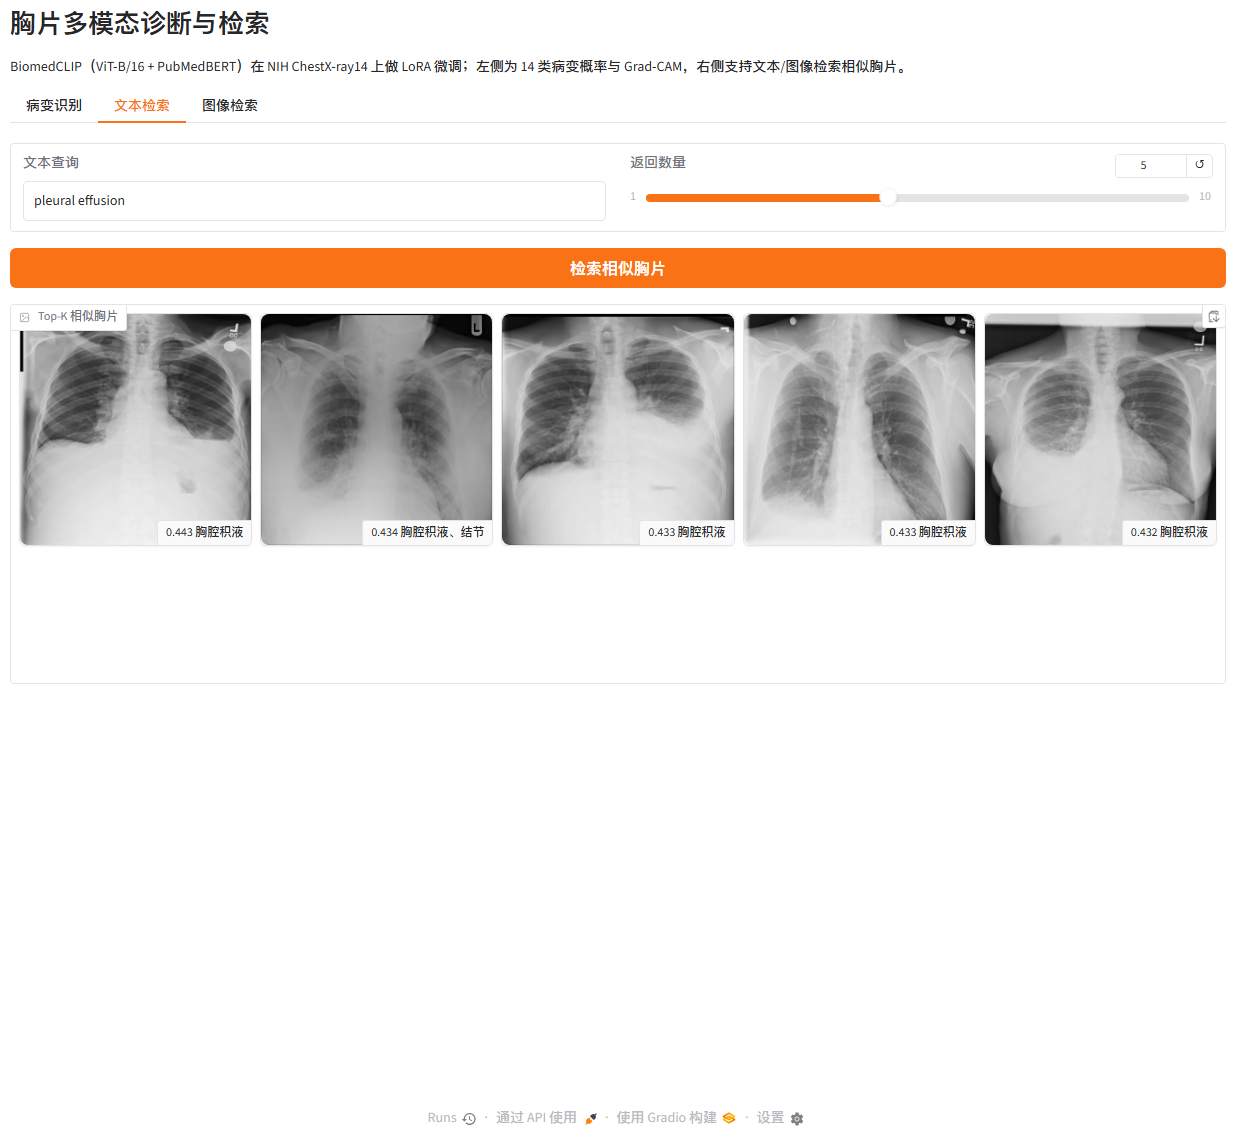 胸片多模态诊断与检索
BiomedCLIP（ViT-B/16 + PubMedBERT）在 NIH ChestX-ray14 上做 LoRA 微调；左侧为 14 类病变概率与 Grad-CAM，右侧支持文本/图像检索相似胸片。
病变识别 文本检索 图像检索
文本查询
pleural effusion
返回数量
5
1
10
检索相似胸片
Top-K 相似胸片
L
0.443 胸腔积液
0.434 胸腔积液、结节
0.433 胸腔积液
0.433 胸腔积液
0.432 胸腔积液
Runs · 通过 API 使用 · 使用 Gradio 构建 · 设置